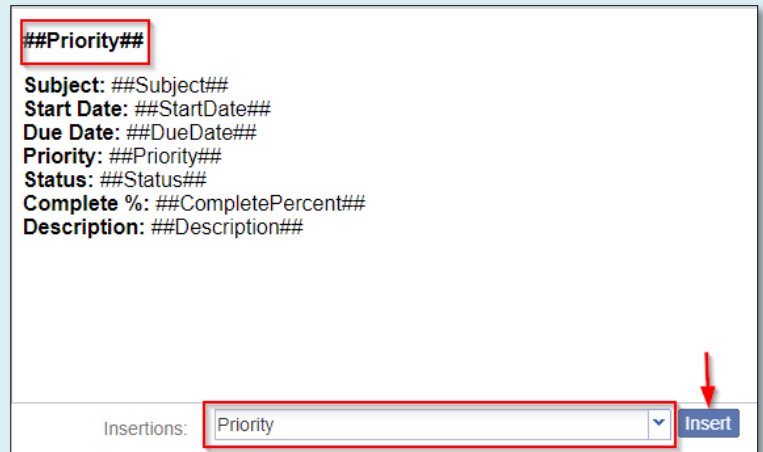 ##Priority##
Subject: ##Subject##
Start Date: ##StartDate##
Due Date: ##DueDate##
Priority: ##Priority##
Status: ##Status##
Complete %: ##CompletePercent##
Description: ##Description##
Insertions: Priority Insert